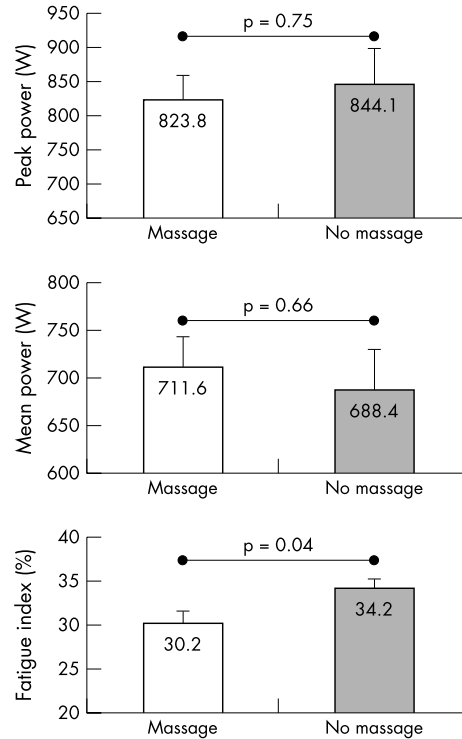 Peak power (W)
950
900
850
800
750
700
650
p = 0.75
823.8
844.1
Massage
No massage
Mean power (W)
800
750
700
650
600
p = 0.66
711.6
688.4
Massage
No massage
Fatigue index (%)
40
35
30
25
20
p = 0.04
30.2
34.2
Massage
No massage